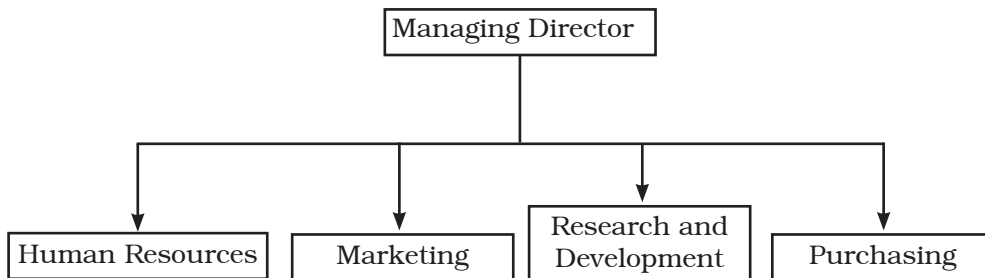 Managing Director
Human Resources
Marketing
Research and
Development
Purchasing